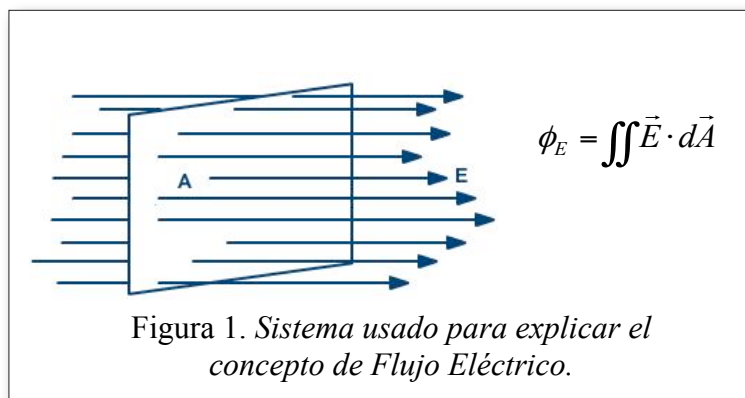 A
E
ϕ_E = ∬ E⃗ · dA⃗
Figura 1. Sistema usado para explicar el
concepto de Flujo Eléctrico.